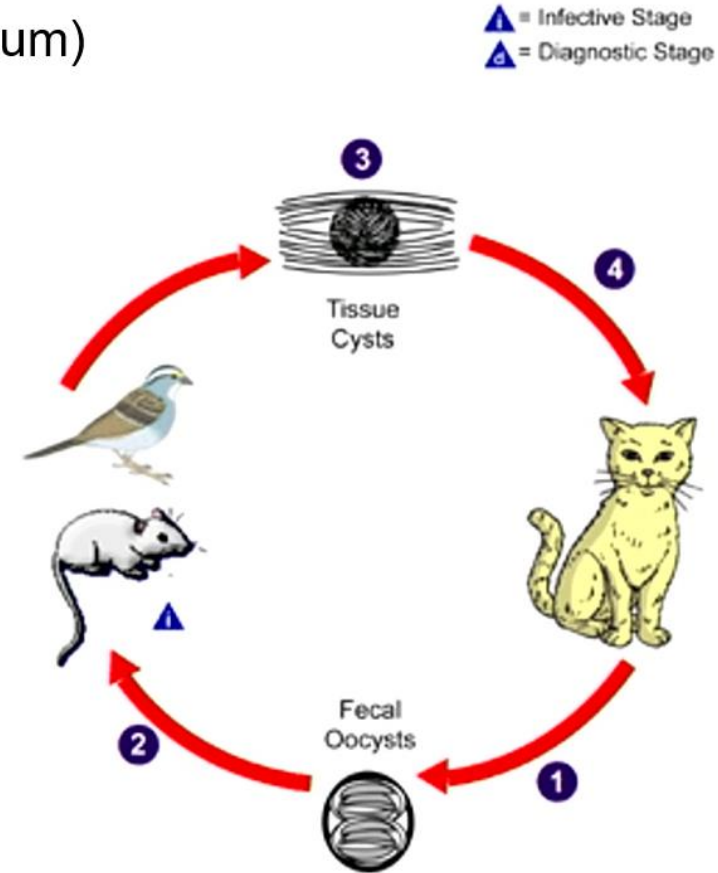 um)
i = Infective Stage
d = Diagnostic Stage
3
4
Tissue
Cysts
i
Fecal
Oocysts
2
1